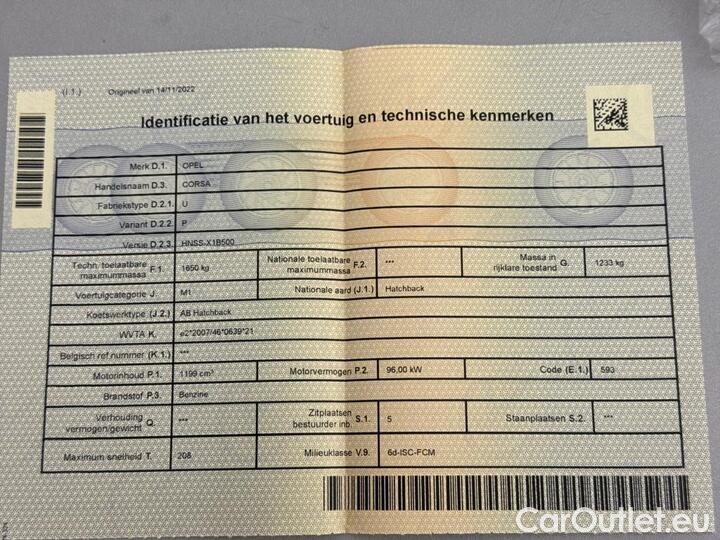 (I.1.) Origineel van 14/11/2022
Identificatie van het voertuig en technische kenmerken
Merk D.1. OPEL
Handelsnaam D.3. CORSA
Fabriekstype D.2.1. U
Variant D.2.2. P
Versie D.2.3. HNSS-X1B500
Techn. toelaatbare maximummassa F.1. 1650 kg Nationale toelaatbare maximummassa F.2. *** Massa in rijklare toestand G. 1233 kg
Voertuigcategorie J. M1 Nationale aard (J.1.) Hatchback
Koetswerktype (J.2.) AB Hatchback
WVTA K. e2*2007/46*0639*21
Belgisch ref nummer (K.1.) ***
Motorinhoud P.1. 1199 cm³ Motorvermogen P.2. 96,00 kW Code (E.1.) 593
Brandstof P.3. Benzine
Verhouding vermogen/gewicht Q. *** Zitplaatsen bestuurder inb. S.1. 5 Staanplaatsen S.2. ***
Maximum snelheid T. 208 Milieuklasse V.9. 6d-ISC-FCM
CarOutlet.eu